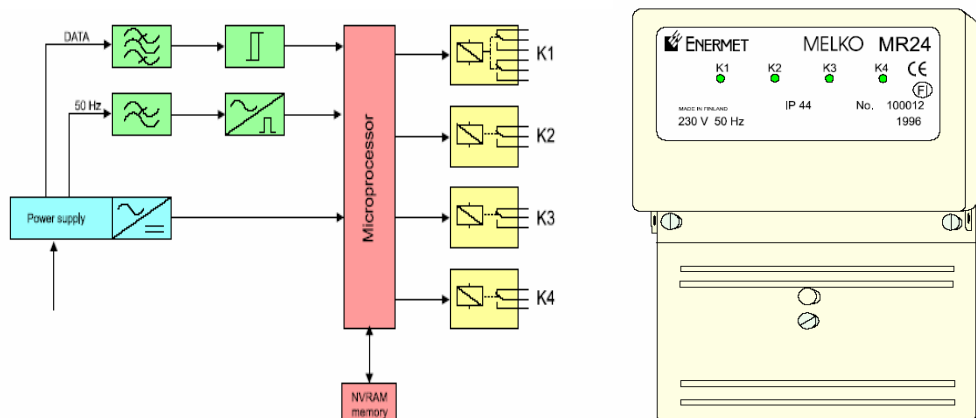 DATA
50 Hz
Power supply
Microprocessor
NVRAM
memory
K1
K2
K3
K4
ENERMET MELKO MR24
K1 K2 K3 K4 CE
FI
MADE IN FINLAND IP 44 No. 100012
230 V 50 Hz 1996